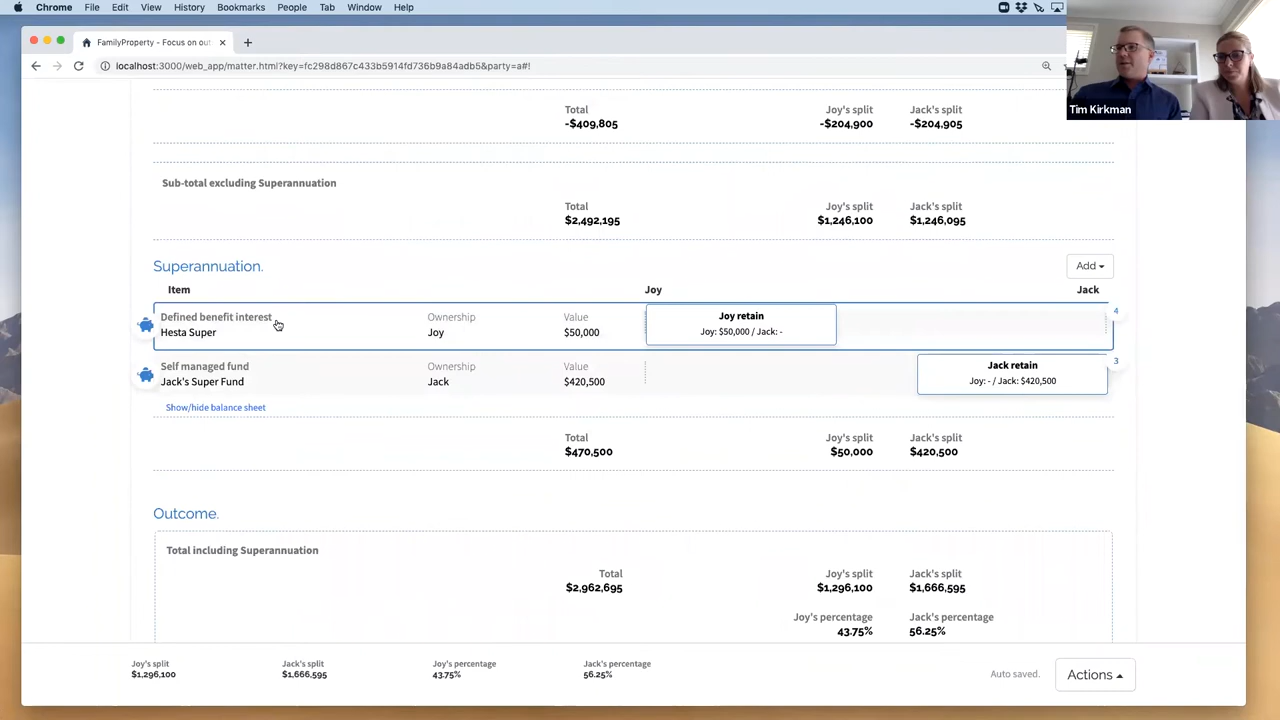 Chrome File Edit View History Bookmarks People Tab Window Help
FamilyProperty - Focus on out
localhost:3000/web_app/matter.html?key=fc298d867c433b5914fd736b9a84adb5&party=a#!
Tim Kirkman
Total Joy's split Jack's split
-$409,805 -$204,900 -$204,905
Sub-total excluding Superannuation
Total Joy's split Jack's split
$2,492,195 $1,246,100 $1,246,095
Superannuation. Add
Item Joy Jack
Defined benefit interest Ownership Value Joy retain 4
Hesta Super Joy $50,000 Joy: $50,000 / Jack: -
Self managed fund Ownership Value Jack retain 3
Jack's Super Fund Jack $420,500 Joy: - / Jack: $420,500
Show/hide balance sheet
Total Joy's split Jack's split
$470,500 $50,000 $420,500
Outcome.
Total including Superannuation
Total Joy's split Jack's split
$2,962,695 $1,296,100 $1,666,595
Joy's percentage Jack's percentage
43.75% 56.25%
Joy's split Jack's split Joy's percentage Jack's percentage
$1,296,100 $1,666,595 43.75% 56.25%
Auto saved. Actions